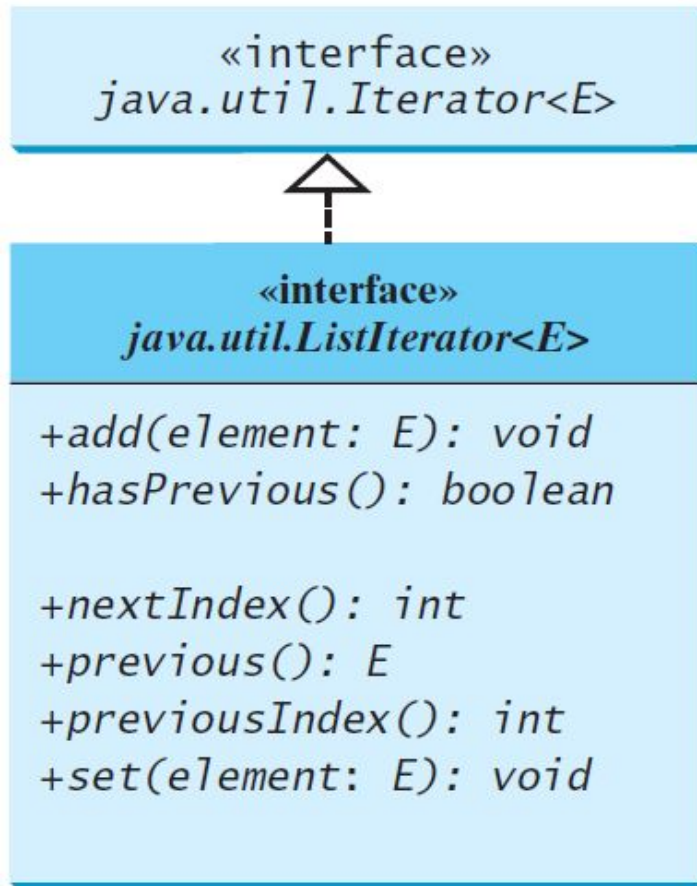 «interface»
java.util.Iterator<E>
«interface»
java.util.ListIterator<E>
+add(element: E): void
+hasPrevious(): boolean
+nextIndex(): int
+previous(): E
+previousIndex(): int
+set(element: E): void